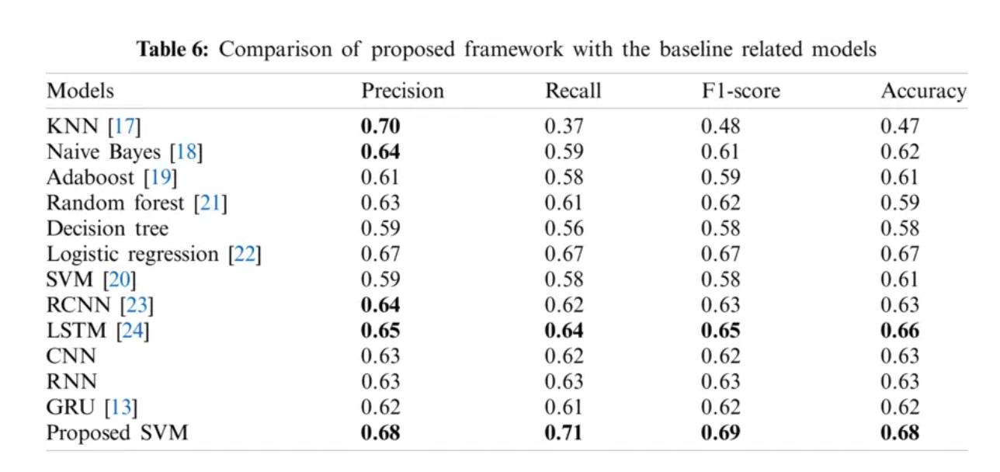 Table 6: Comparison of proposed framework with the baseline related models
Models Precision Recall F1-score Accuracy
KNN [17] 0.70 0.37 0.48 0.47
Naive Bayes [18] 0.64 0.59 0.61 0.62
Adaboost [19] 0.61 0.58 0.59 0.61
Random forest [21] 0.63 0.61 0.62 0.59
Decision tree 0.59 0.56 0.58 0.58
Logistic regression [22] 0.67 0.67 0.67 0.67
SVM [20] 0.59 0.58 0.58 0.61
RCNN [23] 0.64 0.62 0.63 0.63
LSTM [24] 0.65 0.64 0.65 0.66
CNN 0.63 0.62 0.62 0.63
RNN 0.63 0.63 0.63 0.63
GRU [13] 0.62 0.61 0.62 0.62
Proposed SVM 0.68 0.71 0.69 0.68